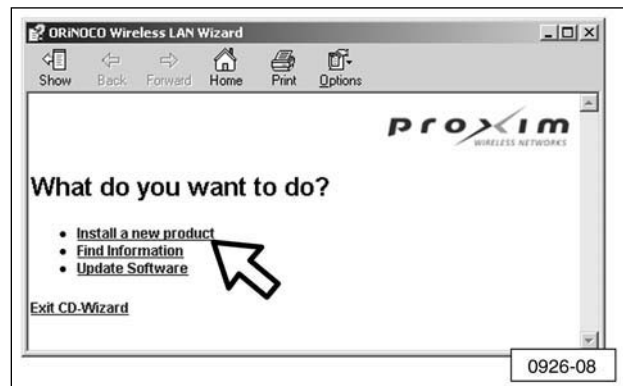 ORiNOCO Wireless LAN Wizard
Show Back Forward Home Print Options
proxim
WIRELESS NETWORKS
What do you want to do?
• Install a new product
• Find Information
• Update Software
Exit CD-Wizard
0926-08